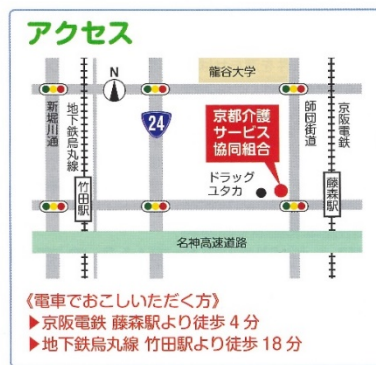 アクセス
N
龍谷大学
新堀川通
地下鉄烏丸線
24
京都介護
サービス
協同組合
師団街道
京阪電鉄
ドラッグ
ユタカ
竹田駅
藤森駅
名神高速道路
《電車でおこしいただく方》
▶京阪電鉄 藤森駅より徒歩 4 分
▶地下鉄烏丸線 竹田駅より徒歩 18 分